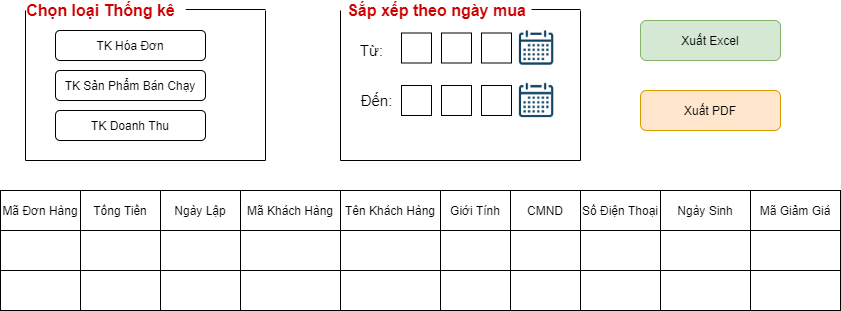 Chọn loại Thống kê
TK Hóa Đơn
TK Sản Phẩm Bán Chạy
TK Doanh Thu
Sắp xếp theo ngày mua
Từ:
Đến:
Xuất Excel
Xuất PDF
Mã Đơn Hàng Tổng Tiền Ngày Lập Mã Khách Hàng Tên Khách Hàng Giới Tính CMND Số Điện Thoại Ngày Sinh Mã Giảm Giá